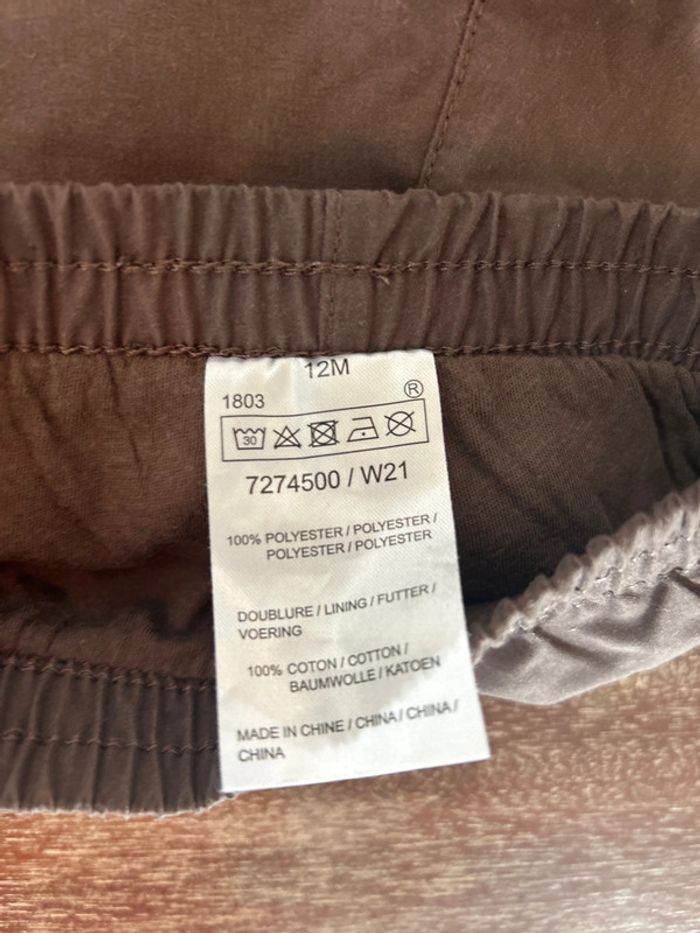 12M
1803
®
30
7274500 / W21
100% POLYESTER / POLYESTER /
POLYESTER / POLYESTER
DOUBLURE / LINING / FUTTER /
VOERING
100% COTON / COTTON /
BAUMWOLLE / KATOEN
MADE IN CHINE / CHINA / CHINA /
CHINA